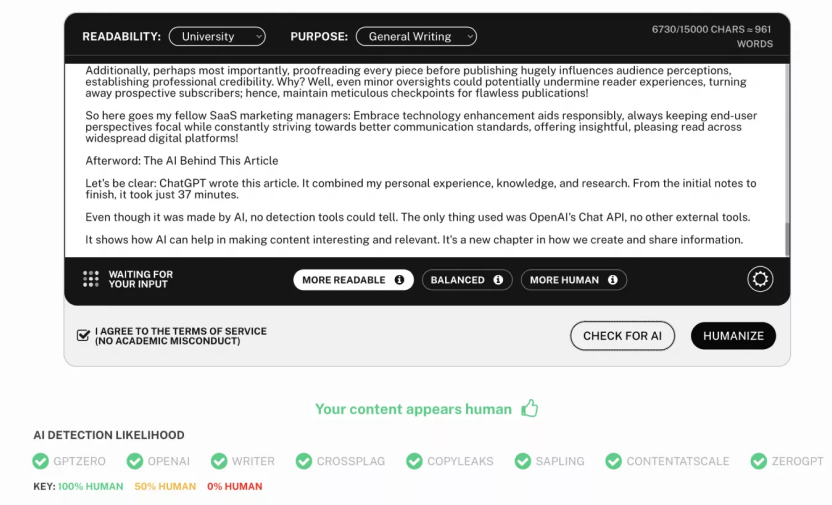 READABILITY: University PURPOSE: General Writing 6730/15000 CHARS ≈ 961
WORDS
Additionally, perhaps most importantly, proofreading every piece before publishing hugely influences audience perceptions,
establishing professional credibility. Why? Well, even minor oversights could potentially undermine reader experiences, turning
away prospective subscribers; hence, maintain meticulous checkpoints for flawless publications!
So here goes my fellow SaaS marketing managers: Embrace technology enhancement aids responsibly, always keeping end-user
perspectives focal while constantly striving towards better communication standards, offering insightful, pleasing read across
widespread digital platforms!
Afterword: The AI Behind This Article
Let's be clear: ChatGPT wrote this article. It combined my personal experience, knowledge, and research. From the initial notes to
finish, it took just 37 minutes.
Even though it was made by AI, no detection tools could tell. The only thing used was OpenAI's Chat API, no other external tools.
It shows how AI can help in making content interesting and relevant. It's a new chapter in how we create and share information.
WAITING FOR
YOUR INPUT
MORE READABLE BALANCED MORE HUMAN
I AGREE TO THE TERMS OF SERVICE
(NO ACADEMIC MISCONDUCT)
CHECK FOR AI HUMANIZE
Your content appears human
AI DETECTION LIKELIHOOD
GPTZERO OPENAI WRITER CROSSPLAG COPYLEAKS SAPLING CONTENTATSCALE ZEROGPT
KEY: 100% HUMAN 50% HUMAN 0% HUMAN